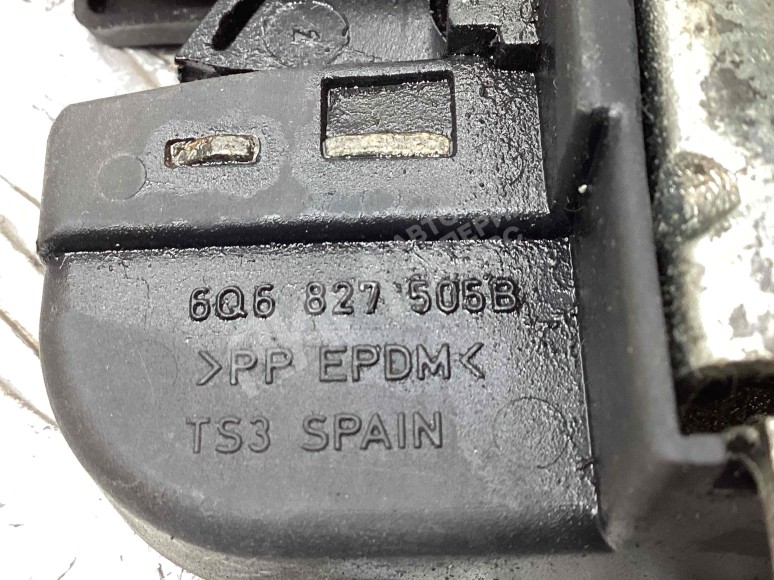 6Q6 827 505B
>PP EPDM<
TS3 SPAIN